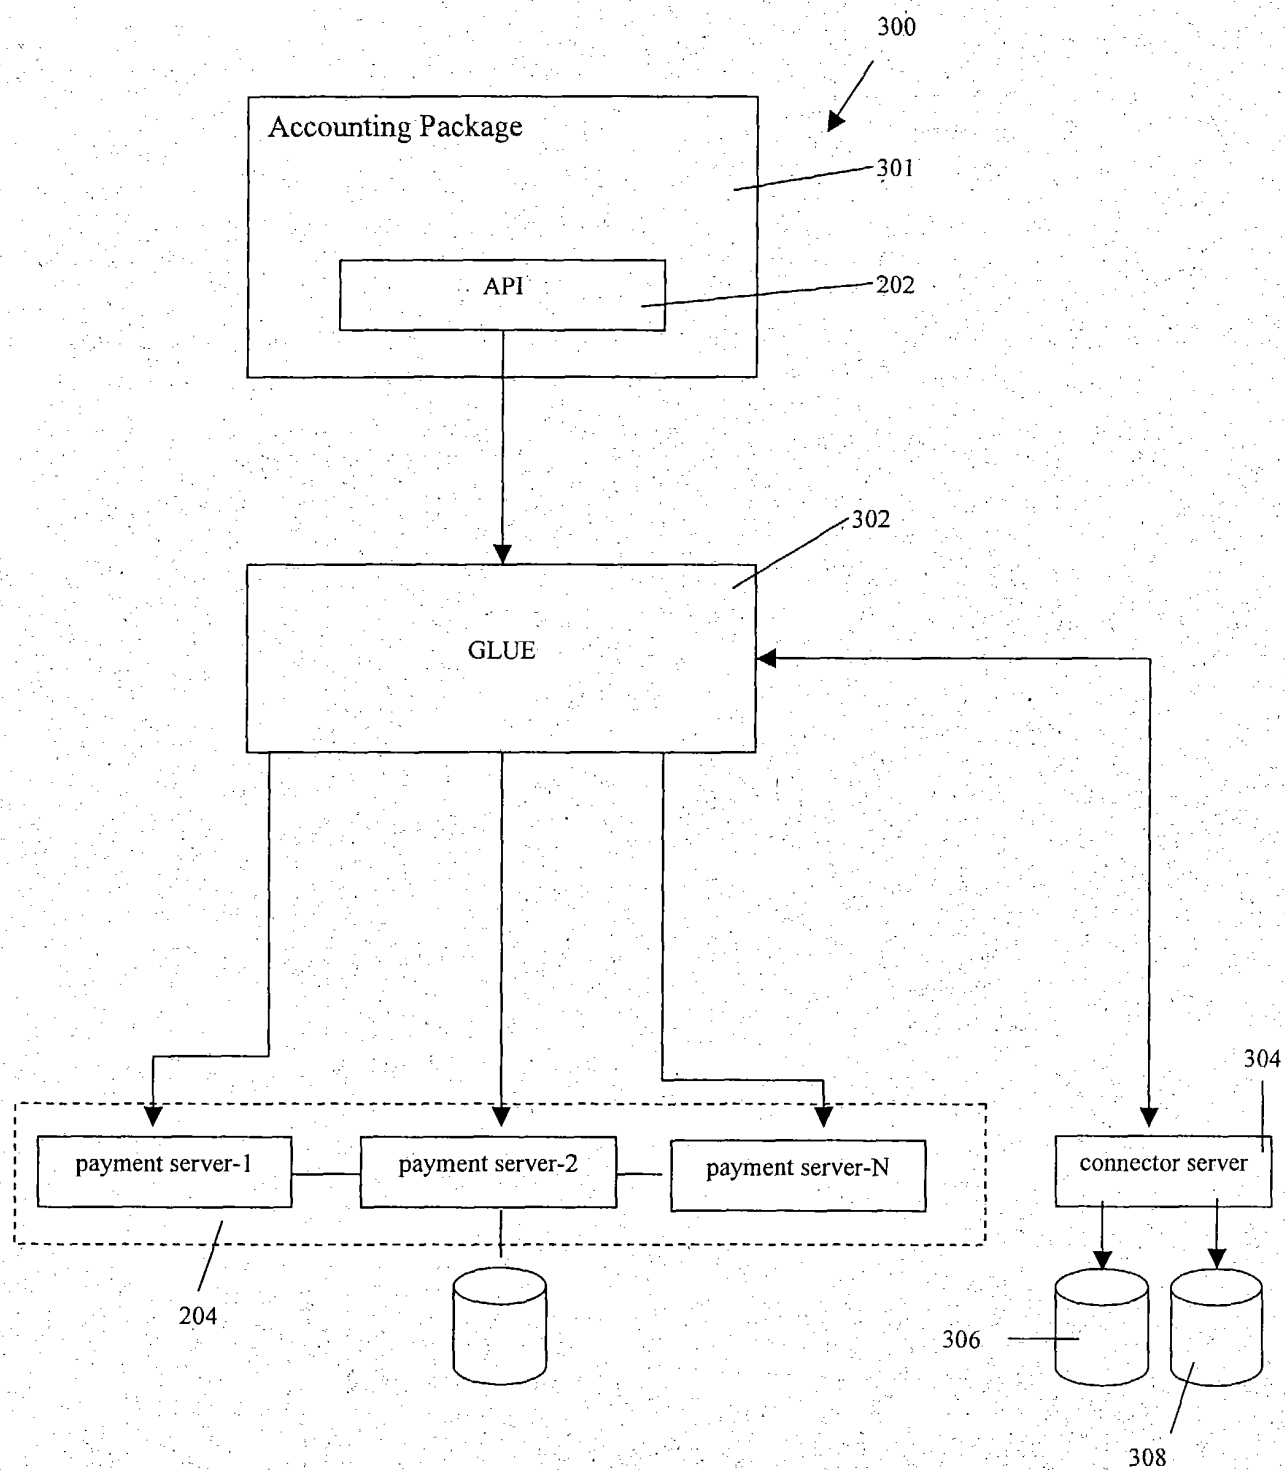 300
Accounting Package
301
API
202
302
GLUE
304
payment server-1
payment server-2
payment server-N
connector server
204
306
308